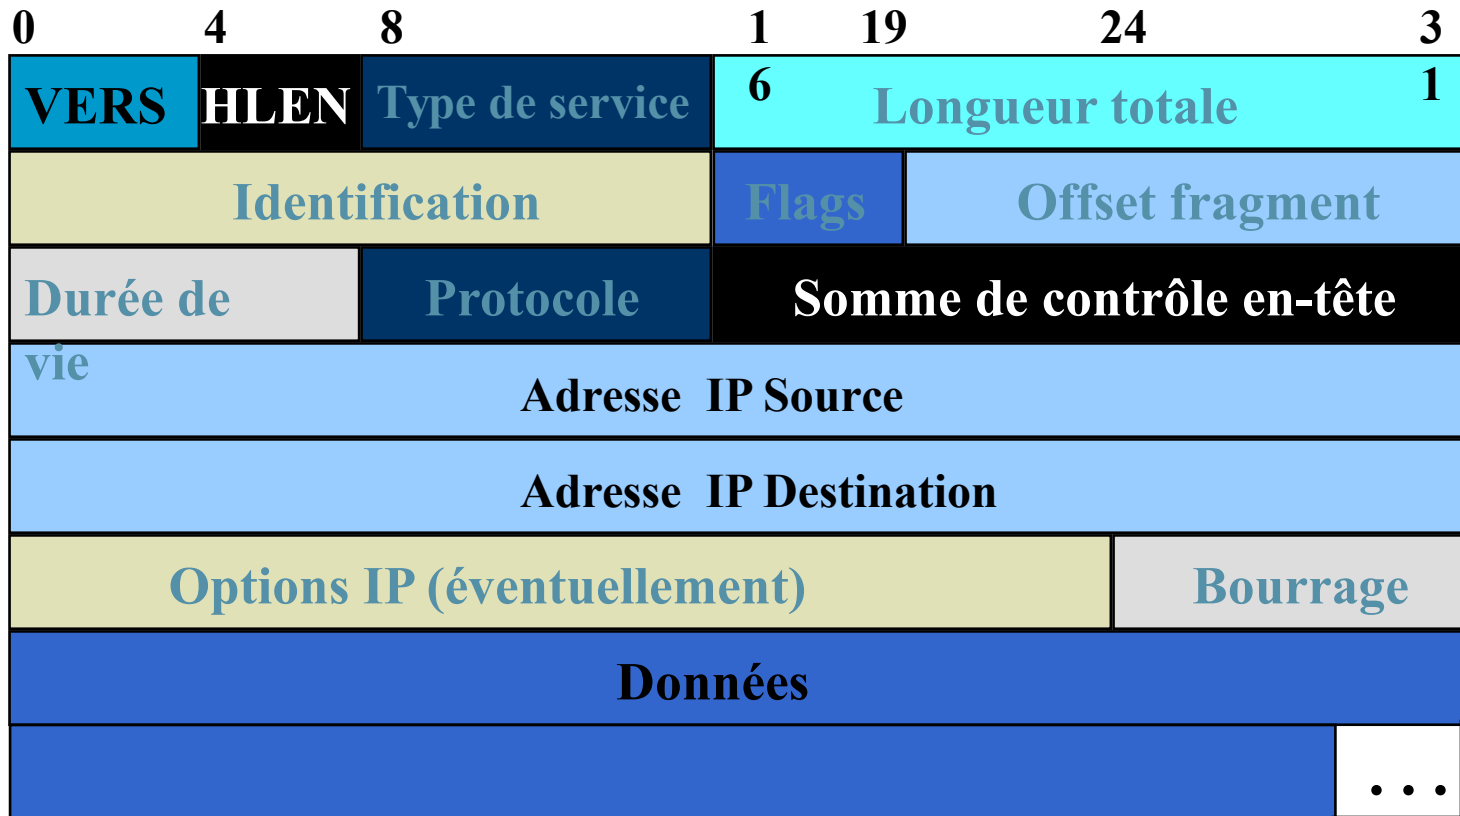 0 4 8 1 19 24 3
6 1
VERS HLEN Type de service Longueur totale
Identification Flags Offset fragment
Durée de Protocole Somme de contrôle en-tête
vie
Adresse IP Source
Adresse IP Destination
Options IP (éventuellement) Bourrage
Données
. . .